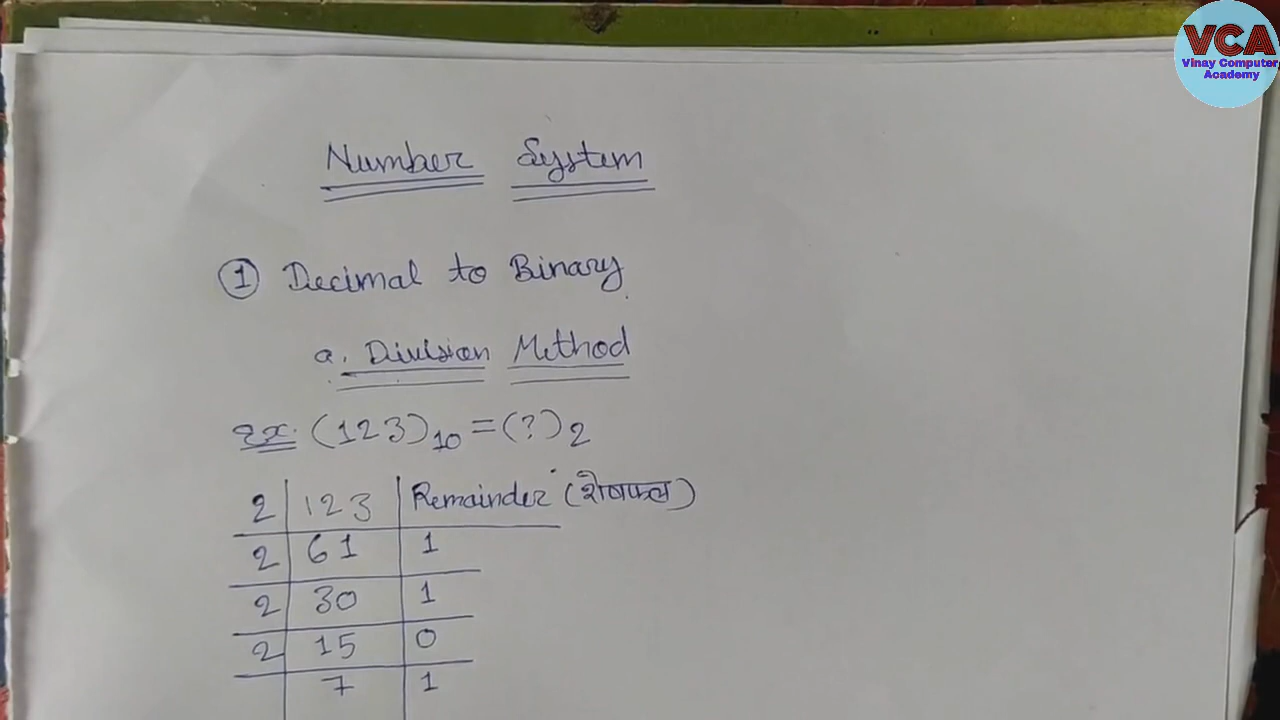 VCA
Vinay Computer
Academy
Number System
① Decimal to Binary
a. Division Method
ex: (123)₁₀ = (?)₂
2 | 123 | Remainder (शेषफल)
2 | 61 | 1
2 | 30 | 1
2 | 15 | 0
7 | 1